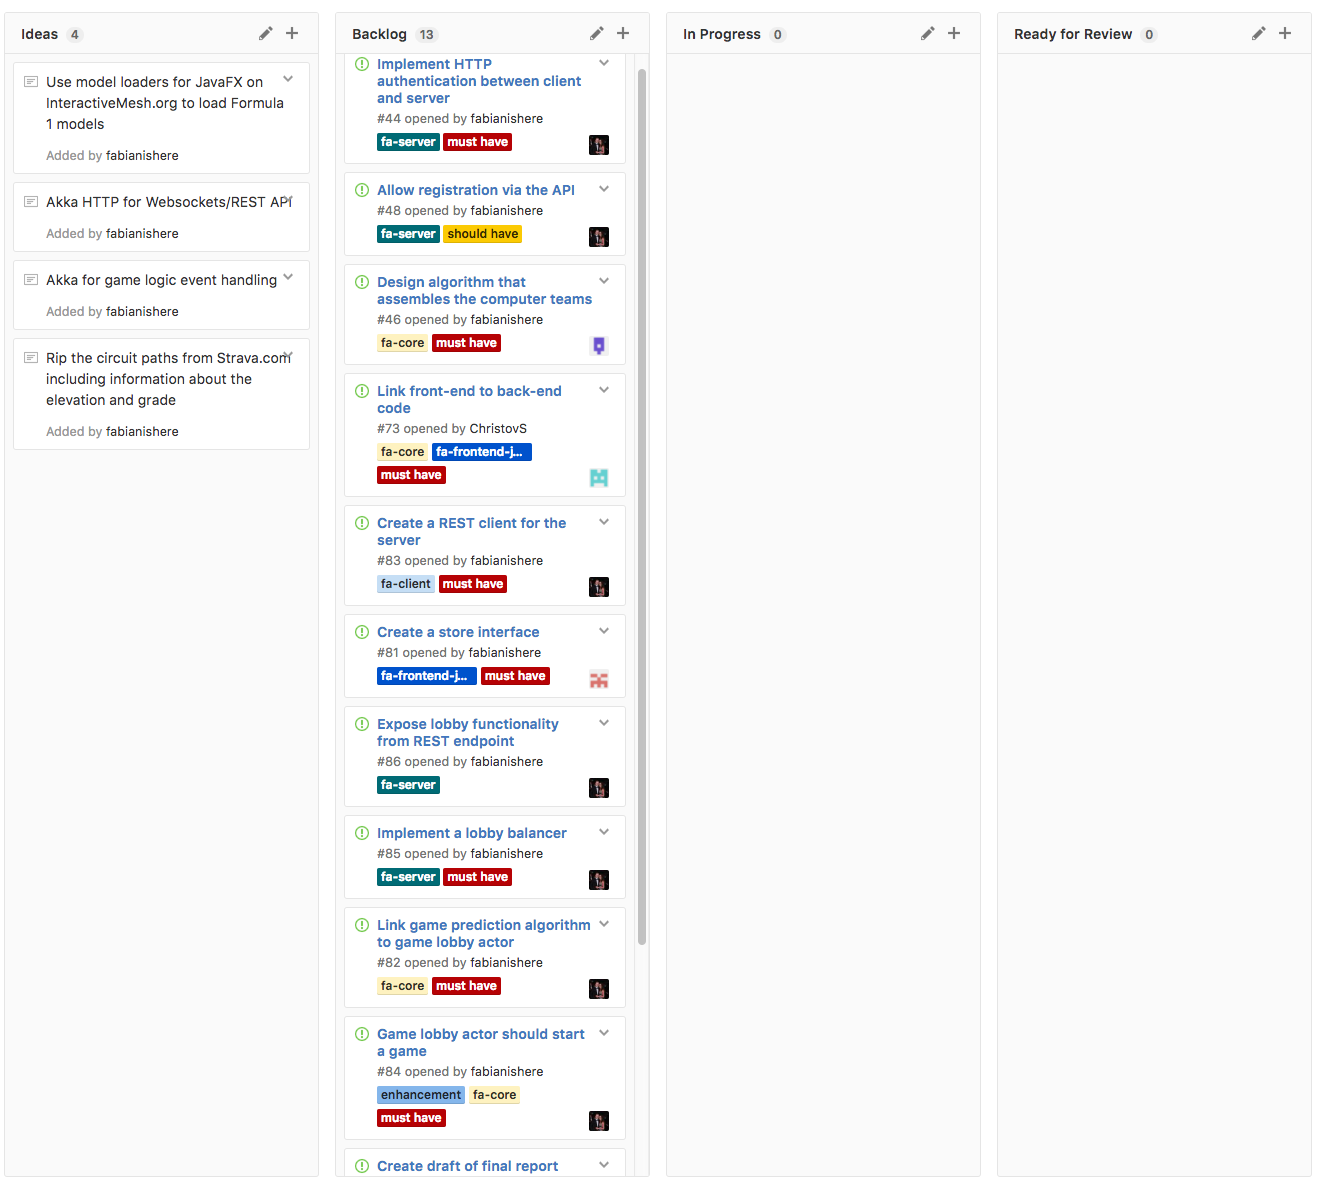 Ideas 4
Use model loaders for JavaFX on
InteractiveMesh.org to load Formula
1 models
Added by fabianishere
Akka HTTP for Websockets/REST API
Added by fabianishere
Akka for game logic event handling
Added by fabianishere
Rip the circuit paths from Strava.com
including information about the
elevation and grade
Added by fabianishere
Backlog 13
Implement HTTP
authentication between client
and server
#44 opened by fabianishere
fa-server must have
Allow registration via the API
#48 opened by fabianishere
fa-server should have
Design algorithm that
assembles the computer teams
#46 opened by fabianishere
fa-core must have
Link front-end to back-end
code
#73 opened by ChristovS
fa-core fa-frontend-j...
must have
Create a REST client for the
server
#83 opened by fabianishere
fa-client must have
Create a store interface
#81 opened by fabianishere
fa-frontend-j... must have
Expose lobby functionality
from REST endpoint
#86 opened by fabianishere
fa-server
Implement a lobby balancer
#85 opened by fabianishere
fa-server must have
Link game prediction algorithm
to game lobby actor
#82 opened by fabianishere
fa-core must have
Game lobby actor should start
a game
#84 opened by fabianishere
enhancement fa-core
must have
Create draft of final report
In Progress 0
Ready for Review 0